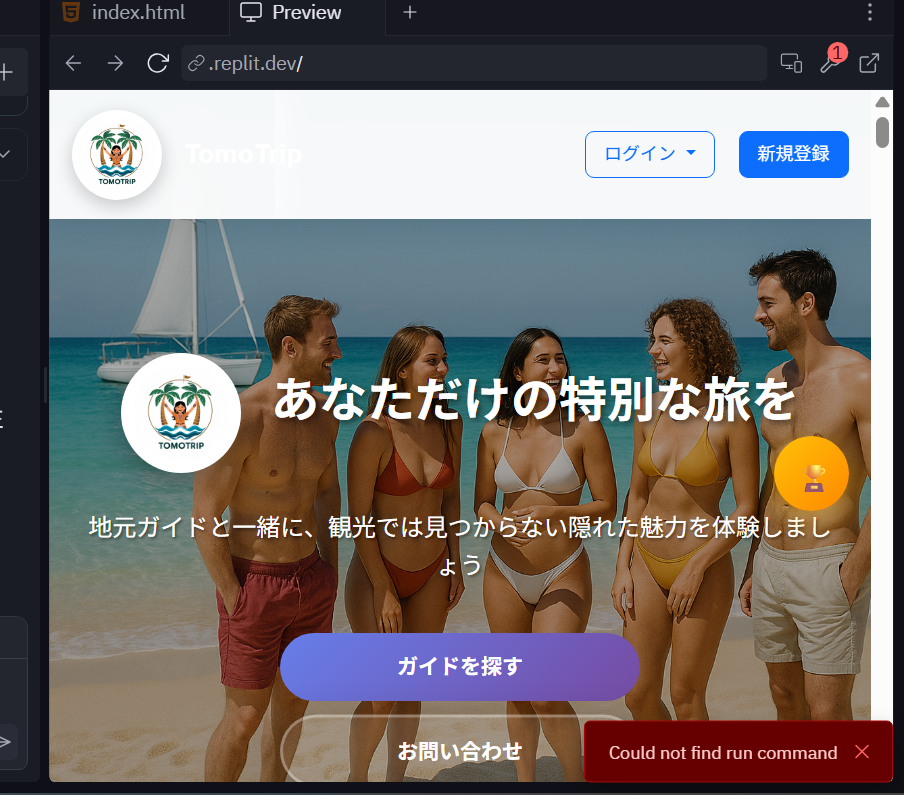 index.html
Preview
.replit.dev/
1
TomoTrip
ログイン
新規登録
TOMOTRIP
TOMOTRIP
あなただけの特別な旅を
地元ガイドと一緒に、観光では見つからない隠れた魅力を体験しまし
ょう
ガイドを探す
お問い合わせ
Could not find run command